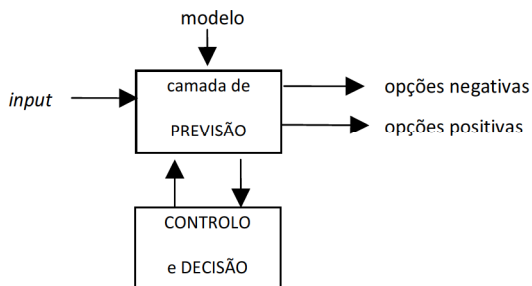 modelo
camada de
PREVISÃO
input
opções negativas
opções positivas
CONTROLO
e DECISÃO